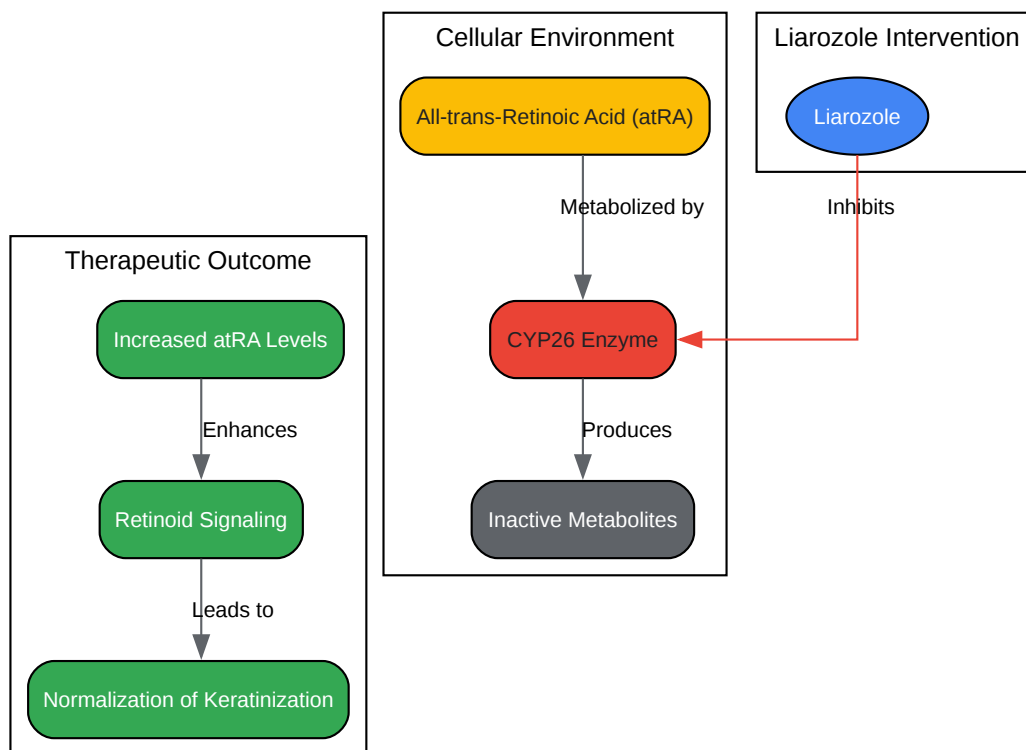 Cellular Environment
Liarozole Intervention
All-trans-Retinoic Acid (atRA)
Liarozole
Metabolized by
Inhibits
Therapeutic Outcome
Increased atRA Levels
CYP26 Enzyme
Enhances
Produces
Retinoid Signaling
Inactive Metabolites
Leads to
Normalization of Keratinization